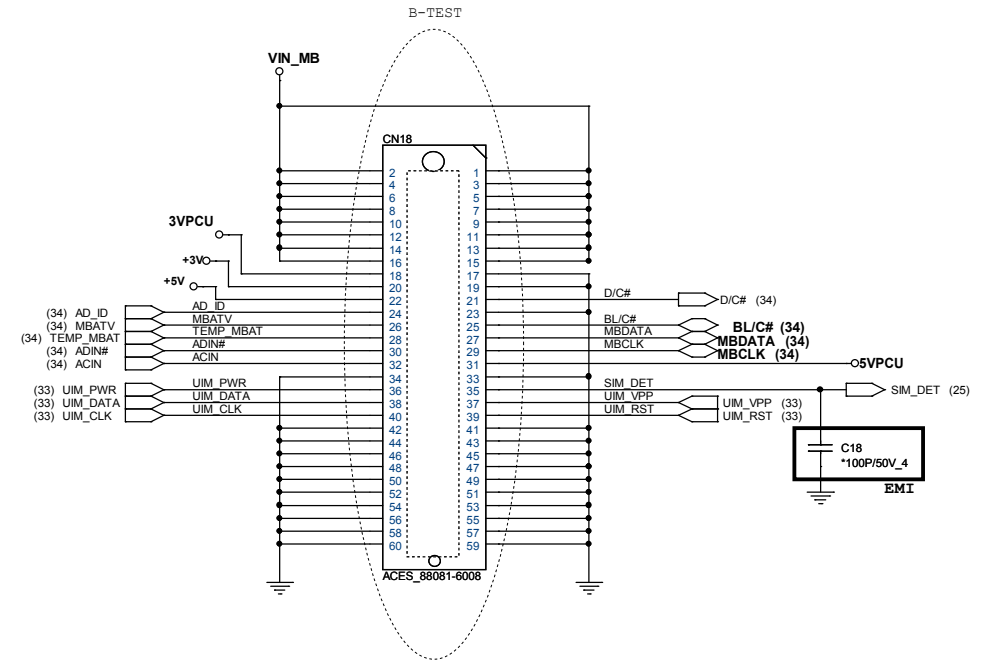 B-TEST
VIN_MB
CN18
2 1
4 3
6 5
8 7
10 9
12 11
14 13
3VPCU
16 15
18 17
+3V
20 19
+5V
22 21 D/C# D/C# (34)
(34) AD_ID AD_ID 24 23
(34) MBATV MBATV 26 25 BL/C# BL/C# (34)
(34) TEMP_MBAT TEMP_MBAT 28 27 MBDATA MBDATA (34)
(34) ADIN# ADIN# 30 29 MBCLK MBCLK (34)
(34) ACIN ACIN 32 31 5VPCU
34 33
(33) UIM_PWR UIM_PWR 36 35 SIM_DET SIM_DET (25)
(33) UIM_DATA UIM_DATA 38 37 UIM_VPP UIM_VPP (33)
(33) UIM_CLK UIM_CLK 40 39 UIM_RST UIM_RST (33)
42 41
44 43
46 45
48 47
50 49
52 51
54 53
56 55
58 57
60 59
C18
*100P/50V_4
EMI
ACES_88081-6008